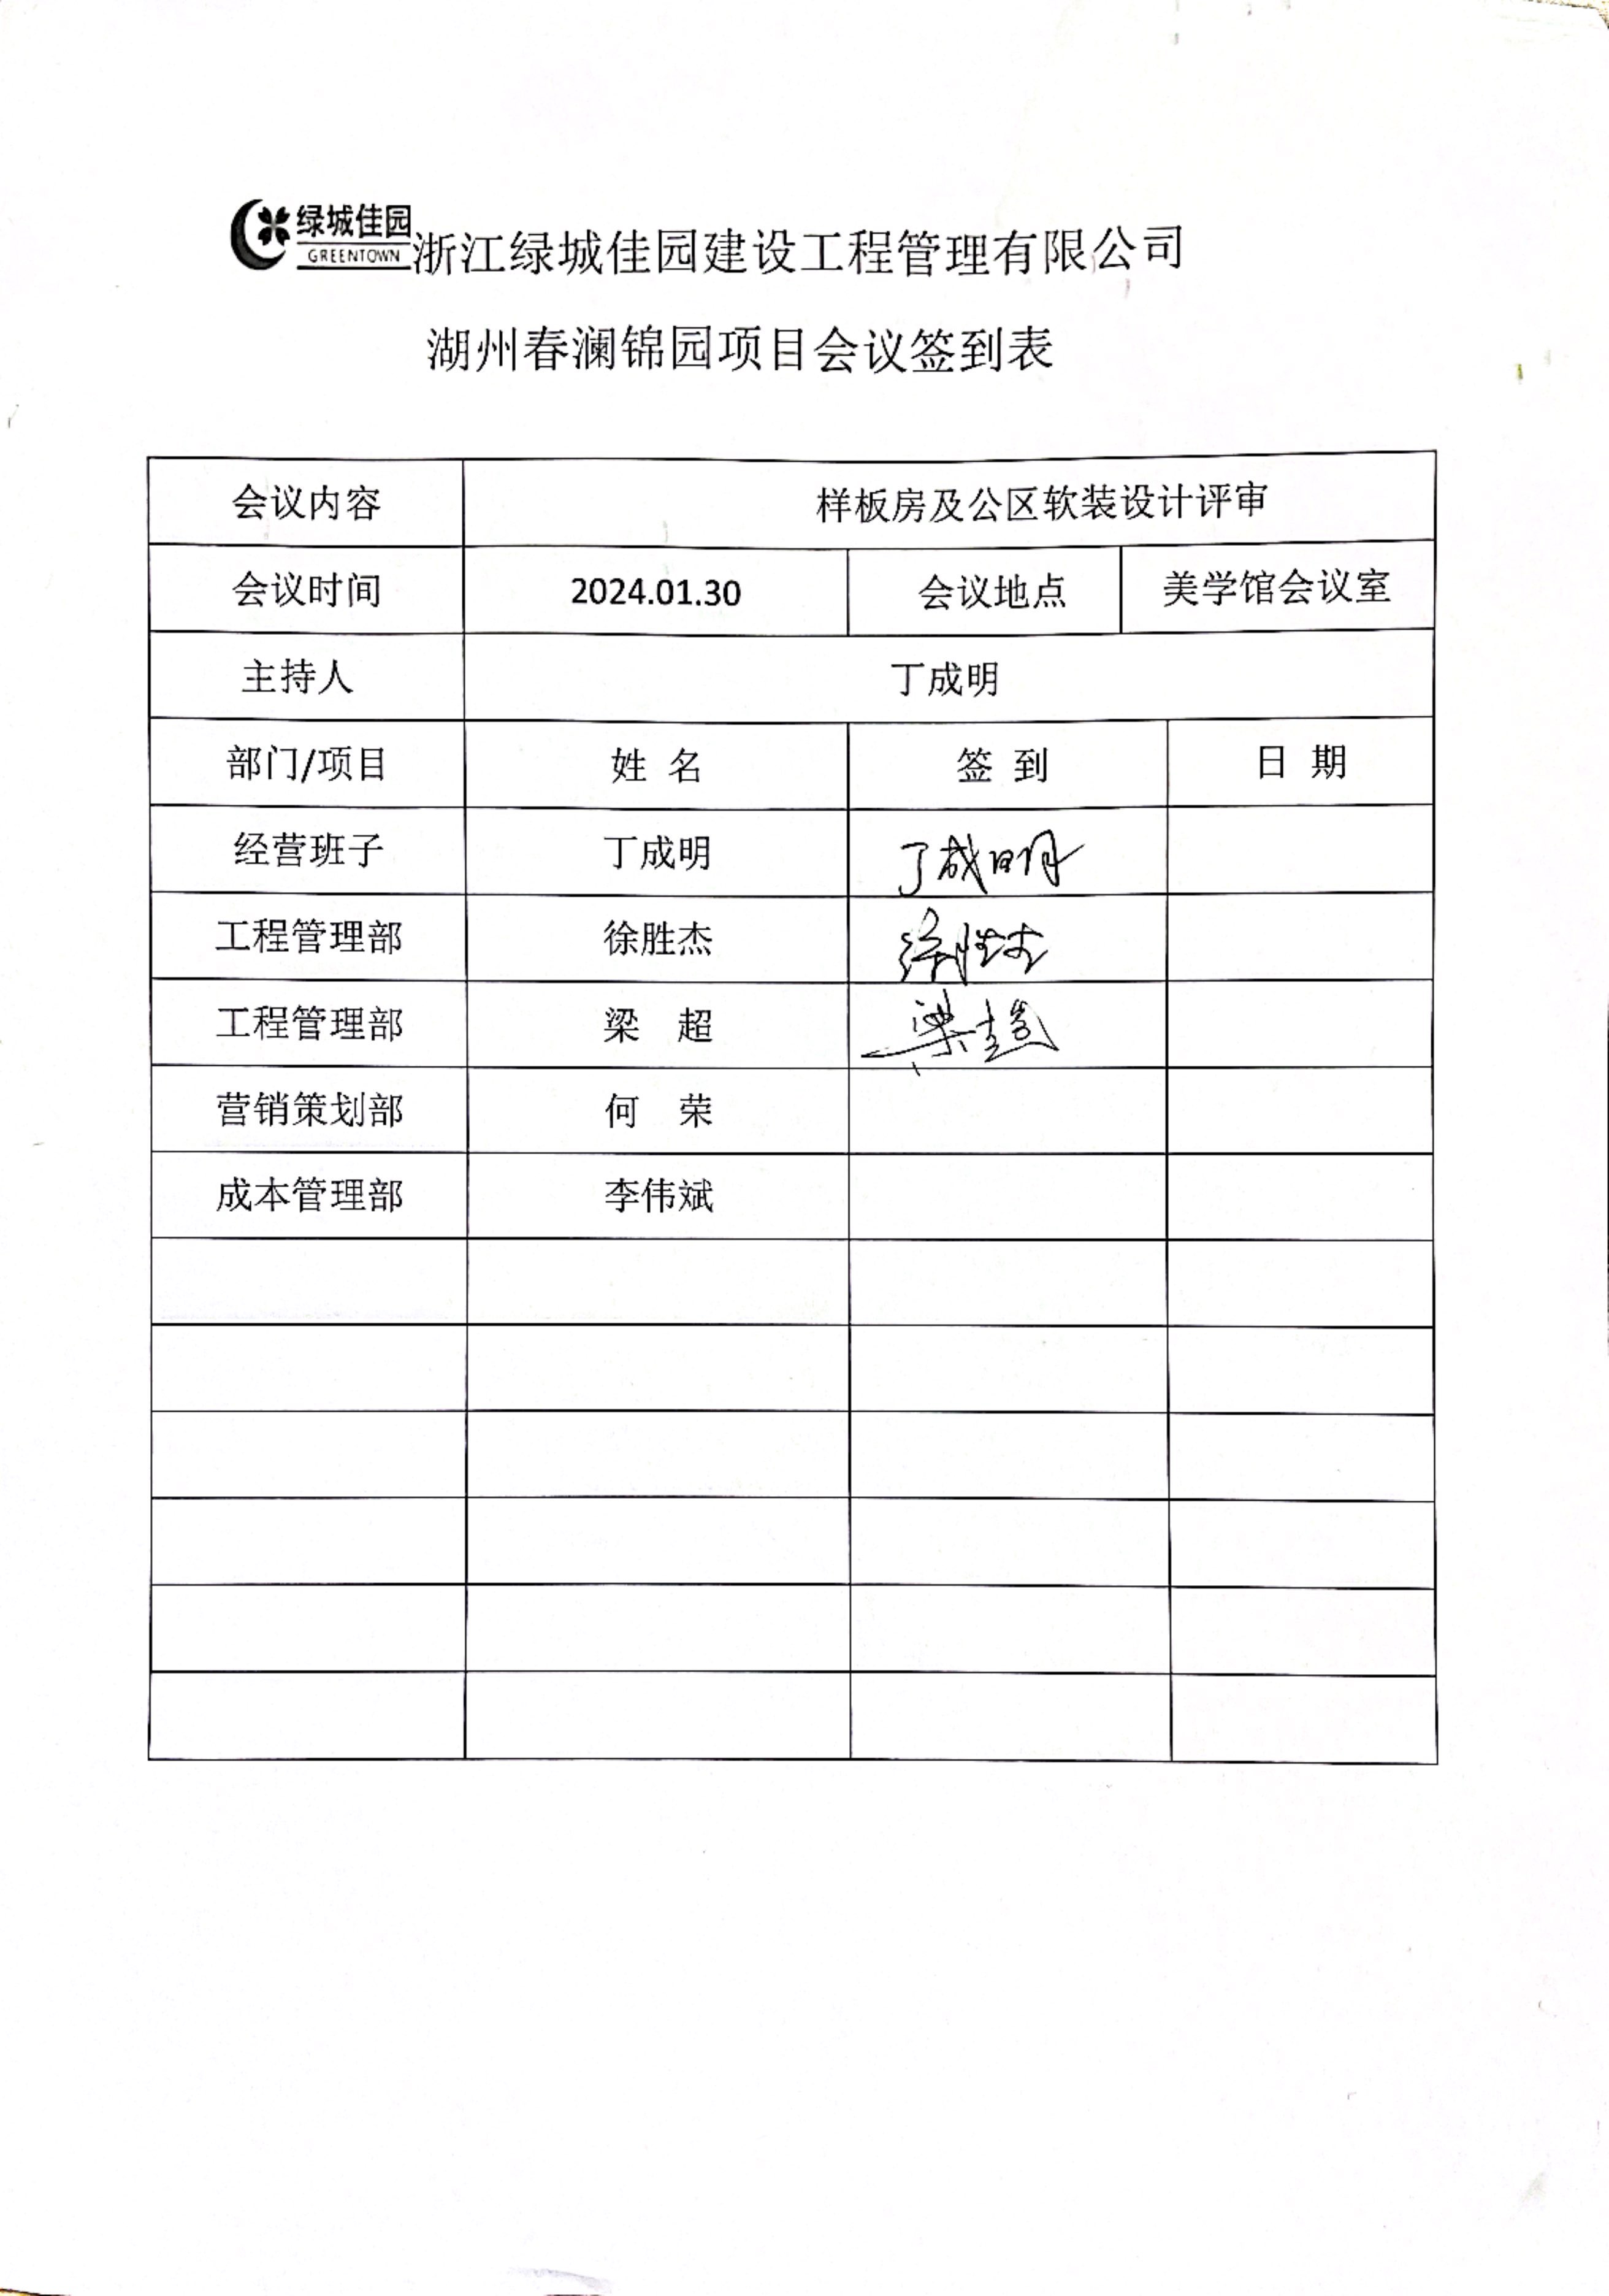 绿城佳园
GREENTOWN
浙江绿城佳园建设工程管理有限公司
湖州春澜锦园项目会议签到表
会议内容 样板房及公区软装设计评审
会议时间 2024.01.30 会议地点 美学馆会议室
主持人 丁成明
部门/项目 姓 名 签 到 日 期
经营班子 丁成明 丁成明
工程管理部 徐胜杰 徐胜杰
工程管理部 梁 超 梁超
营销策划部 何 荣
成本管理部 李伟斌